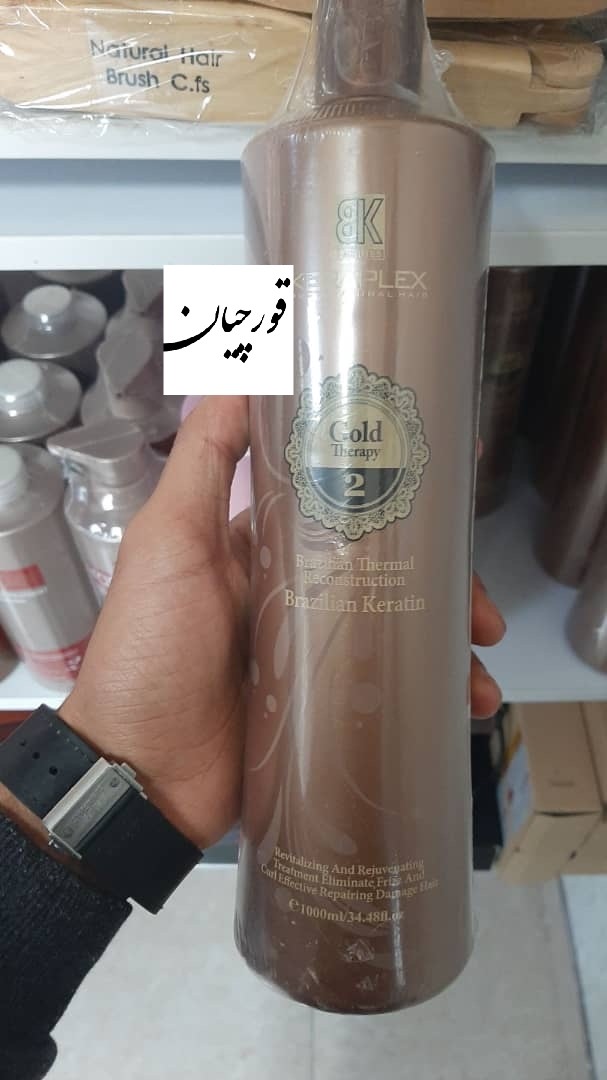 Natural Hair
Brush C.fs
BK
قورچیان
Gold
Therapy
2
Brazilian Thermal
Reconstruction
Brazilian Keratin
Revitalizing And Rejuvenating
Treatment Eliminate Frizz And
Curl Effective Repairing Damage Hair
℮1000ml/34.48fl.oz